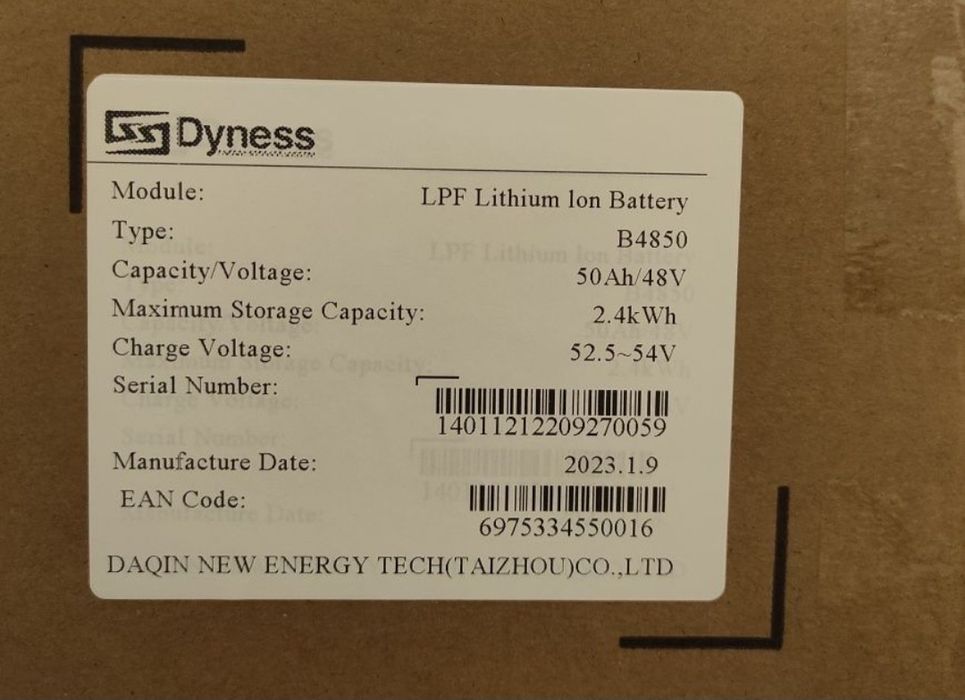 Dyness
Module: LPF Lithium Ion Battery
Type: B4850
Capacity/Voltage: 50Ah/48V
Maximum Storage Capacity: 2.4kWh
Charge Voltage: 52.5~54V
Serial Number:
14011212209270059
Manufacture Date: 2023.1.9
EAN Code:
6975334550016
DAQIN NEW ENERGY TECH(TAIZHOU)CO.,LTD